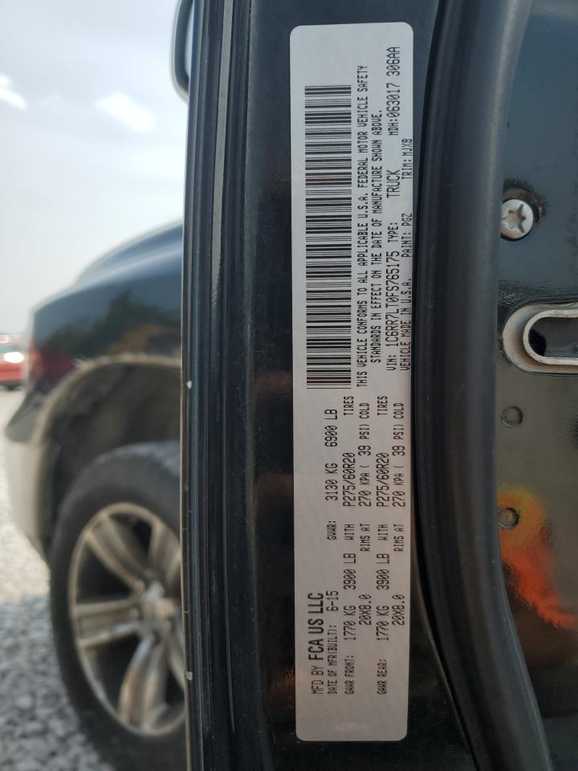 MFD BY FCA US LLC
DATE OF MFR(BUILT): 6-15 GVWR: 3130 KG 6900 LB
GAWR FRONT: 1770 KG 3900 LB WITH P275/60R20 TIRES
20X8.0 RIMS AT 270 KPA( 39 PSI) COLD
GAWR REAR: 1770 KG 3900 LB WITH P275/60R20 TIRES
20X8.0 RIMS AT 270 KPA( 39 PSI) COLD
THIS VEHICLE CONFORMS TO ALL APPLICABLE U.S.A. FEDERAL MOTOR VEHICLE SAFETY
STANDARDS IN EFFECT ON THE DATE OF MANUFACTURE SHOWN ABOVE.
VIN: 1C6RR7LT0FS765175 TYPE: TRUCK MDH:063017 306AA
VEHICLE MADE IN U.S.A. PAINT: PGZ TRIM: MJX9